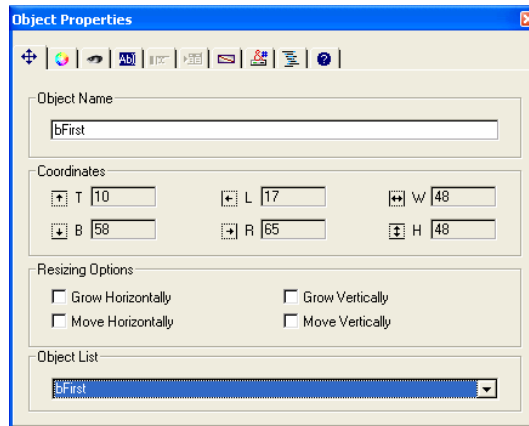 Object Properties
Ab
Object Name
bFirst
Coordinates
T 10 L 17 W 48
B 58 R 65 H 48
Resizing Options
Grow Horizontally Grow Vertically
Move Horizontally Move Vertically
Object List
bFirst